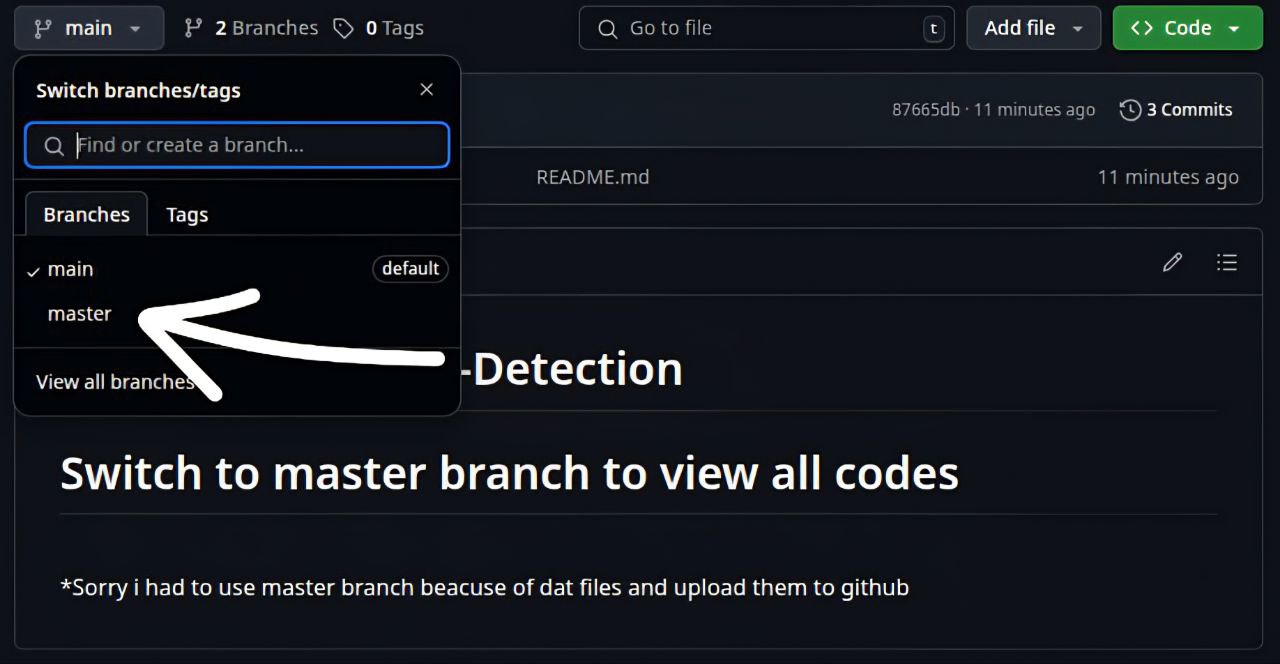 main 2 Branches 0 Tags Go to file t Add file Code
Switch branches/tags
87665db · 11 minutes ago 3 Commits
Find or create a branch...
README.md 11 minutes ago
Branches Tags
main default
master
View all branches
-Detection
Switch to master branch to view all codes
*Sorry i had to use master branch beacuse of dat files and upload them to github